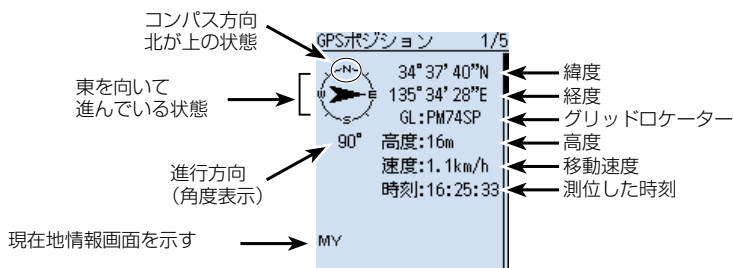 コンパス方向
北が上の状態
東を向いて
進んでいる状態
進行方向
（角度表示）
現在地情報画面を示す
GPSポジション 1/5
N
W
E
S
34°37'40"N
135°34'28"E
GL:PM74SP
90°
高度:16m
速度:1.1km/h
時刻:16:25:33
MY
緯度
経度
グリッドロケーター
高度
移動速度
測位した時刻